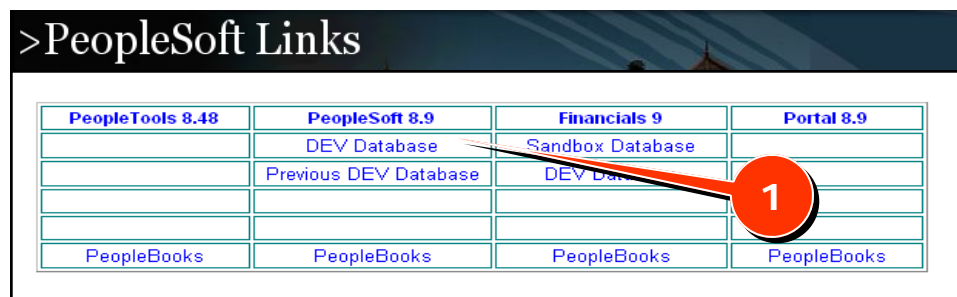 >PeopleSoft Links
PeopleTools 8.48 PeopleSoft 8.9 Financials 9 Portal 8.9
DEV Database Sandbox Database
Previous DEV Database DEV
1
PeopleBooks PeopleBooks PeopleBooks PeopleBooks